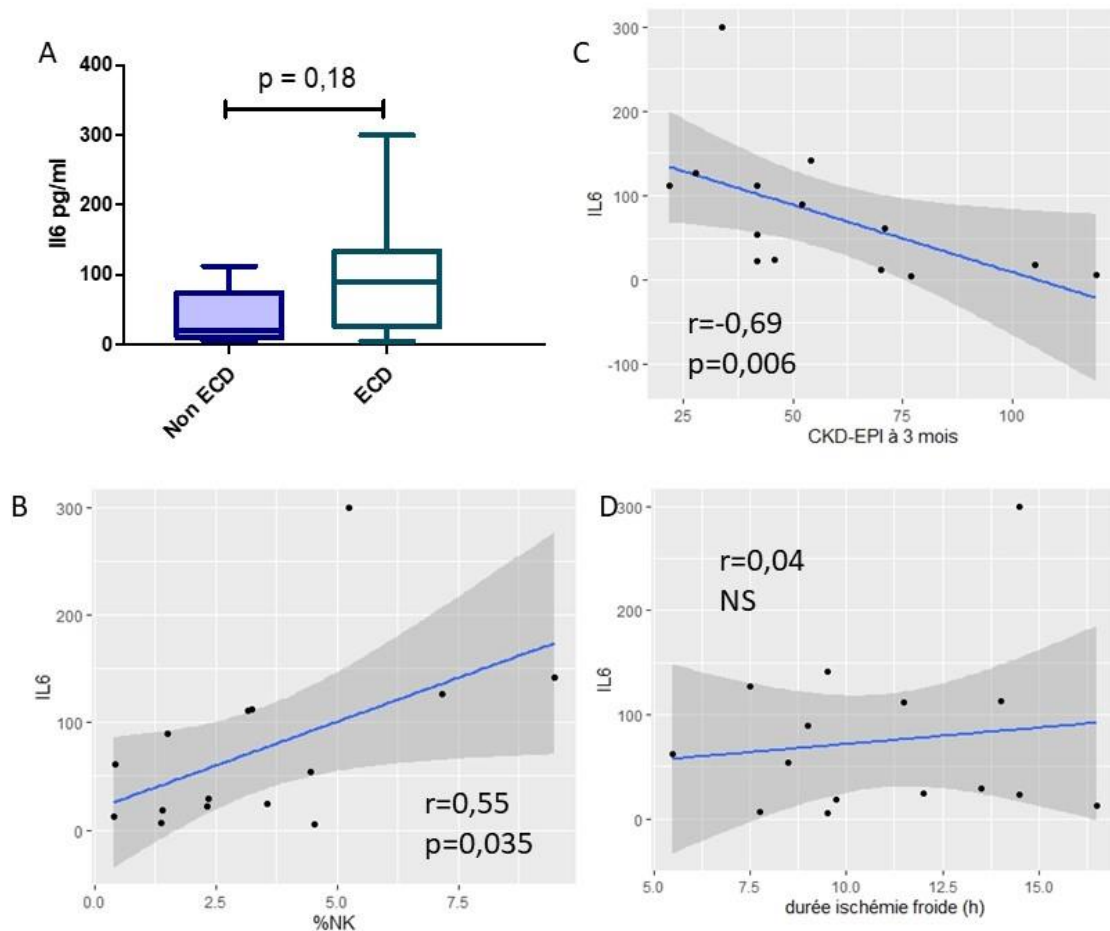 A
400
300
200
100
0
Il6 pg/ml
p = 0,18
Non ECD
ECD
C
300
200
100
0
-100
IL6
r=-0,69
p=0,006
25
50
75
100
CKD-EPI à 3 mois
B
300
200
100
0
IL6
r=0,55
p=0,035
0.0
2.5
5.0
7.5
%NK
D
300
200
100
0
IL6
r=0,04
NS
5.0
7.5
10.0
12.5
15.0
durée ischémie froide (h)